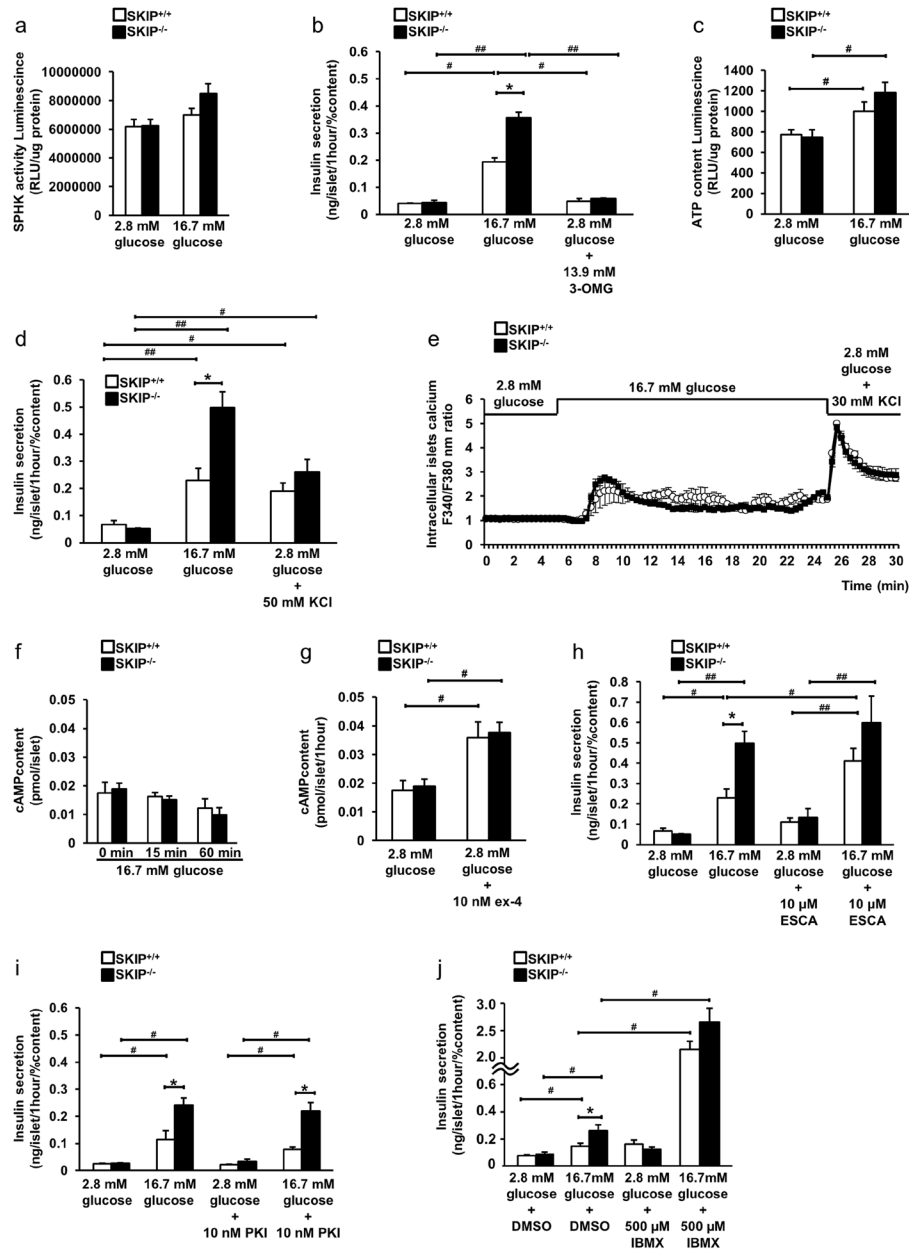 a
SKIP+/+
SKIP-/-
SPHK activity Luminescence
(RLU/ug protein)
10000000
8000000
6000000
4000000
2000000
0
2.8 mM
glucose
16.7 mM
glucose
b
SKIP+/+
SKIP-/-
##
##
#
#
*
Insulin secretion
(ng/islet/1hour/%content)
0.6
0.5
0.4
0.3
0.2
0.1
0
2.8 mM
glucose
16.7 mM
glucose
2.8 mM
glucose
+
13.9 mM
3-OMG
c
SKIP+/+
SKIP-/-
#
#
ATP content Luminescince
(RLU/ug protein)
1400
1200
1000
800
600
400
200
0
2.8 mM
glucose
16.7 mM
glucose
d
#
##
#
##
SKIP+/+
SKIP-/-
*
Insulin secretion
(ng/islet/1hour/%content)
0.6
0.5
0.4
0.3
0.2
0.1
0
2.8 mM
glucose
16.7 mM
glucose
2.8 mM
glucose
+
50 mM KCl
e
SKIP+/+
SKIP-/-
2.8 mM
glucose
16.7 mM glucose
2.8 mM
glucose
+
30 mM KCl
Intracellular islets calcium
F340/F380 nm ratio
6
5
4
3
2
1
0
0 2 4 6 8 10 12 14 16 18 20 22 24 26 28 30
Time (min)
f
SKIP+/+
SKIP-/-
cAMPcontent
(pmol/islet)
0.05
0.04
0.03
0.02
0.01
0
0 min 15 min 60 min
16.7 mM glucose
g
SKIP+/+
SKIP-/-
#
#
cAMPcontent
(pmol/islet/1hour)
0.05
0.04
0.03
0.02
0.01
0
2.8 mM
glucose
2.8 mM
glucose
+
10 nM ex-4
h
SKIP+/+
SKIP-/-
##
##
#
#
##
*
Insulin secretion
(ng/islet/1hour/%content)
0.8
0.7
0.6
0.5
0.4
0.3
0.2
0.1
0
2.8 mM
glucose
16.7 mM
glucose
2.8 mM
glucose
+
10 µM
ESCA
16.7 mM
glucose
+
10 µM
ESCA
i
SKIP+/+
SKIP-/-
#
#
#
#
*
*
Insulin secretion
(ng/islet/1hour/%content)
0.6
0.5
0.4
0.3
0.2
0.1
0
2.8 mM
glucose
16.7 mM
glucose
2.8 mM
glucose
+
10 nM PKI
16.7 mM
glucose
+
10 nM PKI
j
SKIP+/+
SKIP-/-
#
#
#
#
*
Insulin secretion
(ng/islet/1hour/%content)
3.0
2.5
2.0
0.6
0.4
0.2
0
2.8 mM
glucose
+
DMSO
16.7mM
glucose
+
DMSO
2.8 mM
glucose
+
500 µM
IBMX
16.7mM
glucose
+
500 µM
IBMX